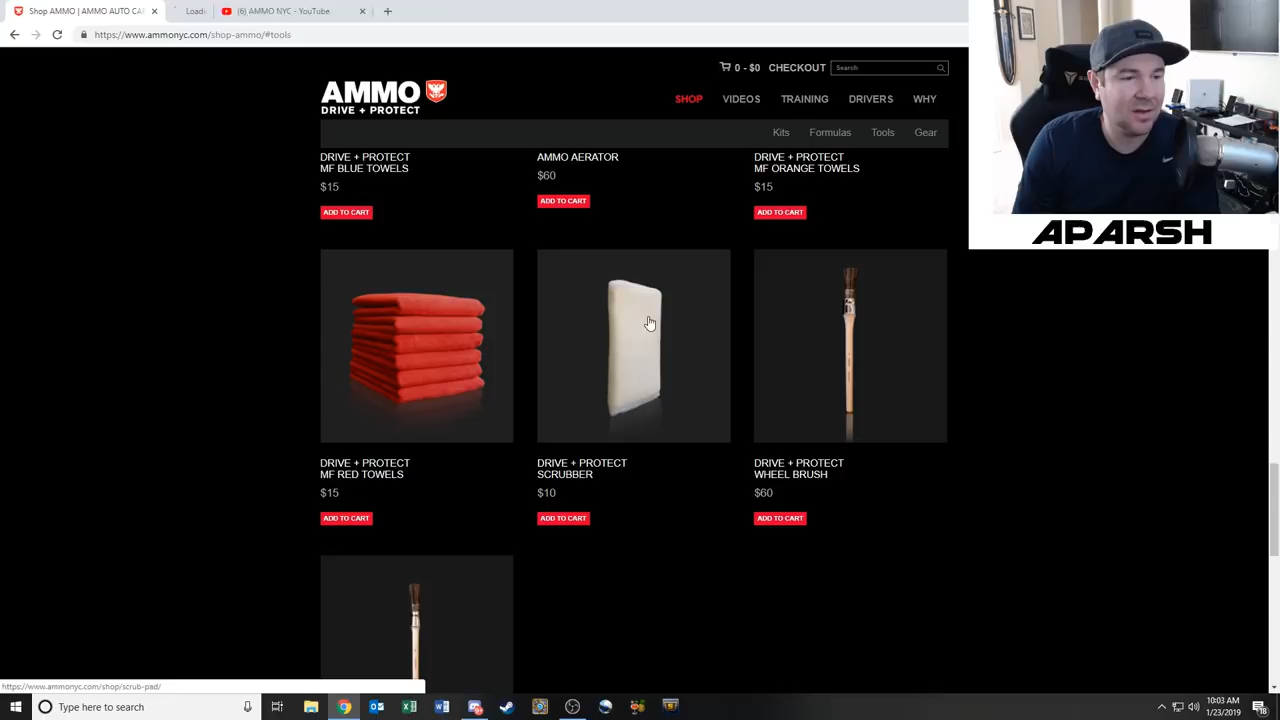 Shop AMMO | AMMO AUTO CA
Loadi
(6) AMMO NYC - YouTube
https://www.ammonyc.com/shop-ammo/#tools
0 - $0 CHECKOUT Search
AMMO
DRIVE + PROTECT
SHOP VIDEOS TRAINING DRIVERS WHY
Kits Formulas Tools Gear
DRIVE + PROTECT
MF BLUE TOWELS
$15
ADD TO CART
AMMO AERATOR
$60
ADD TO CART
DRIVE + PROTECT
MF ORANGE TOWELS
$15
ADD TO CART
APARSH
DRIVE + PROTECT
MF RED TOWELS
$15
ADD TO CART
DRIVE + PROTECT
SCRUBBER
$10
ADD TO CART
DRIVE + PROTECT
WHEEL BRUSH
$60
ADD TO CART
https://www.ammonyc.com/shop/scrub-pad/
Type here to search
10:03 AM
1/23/2019
18